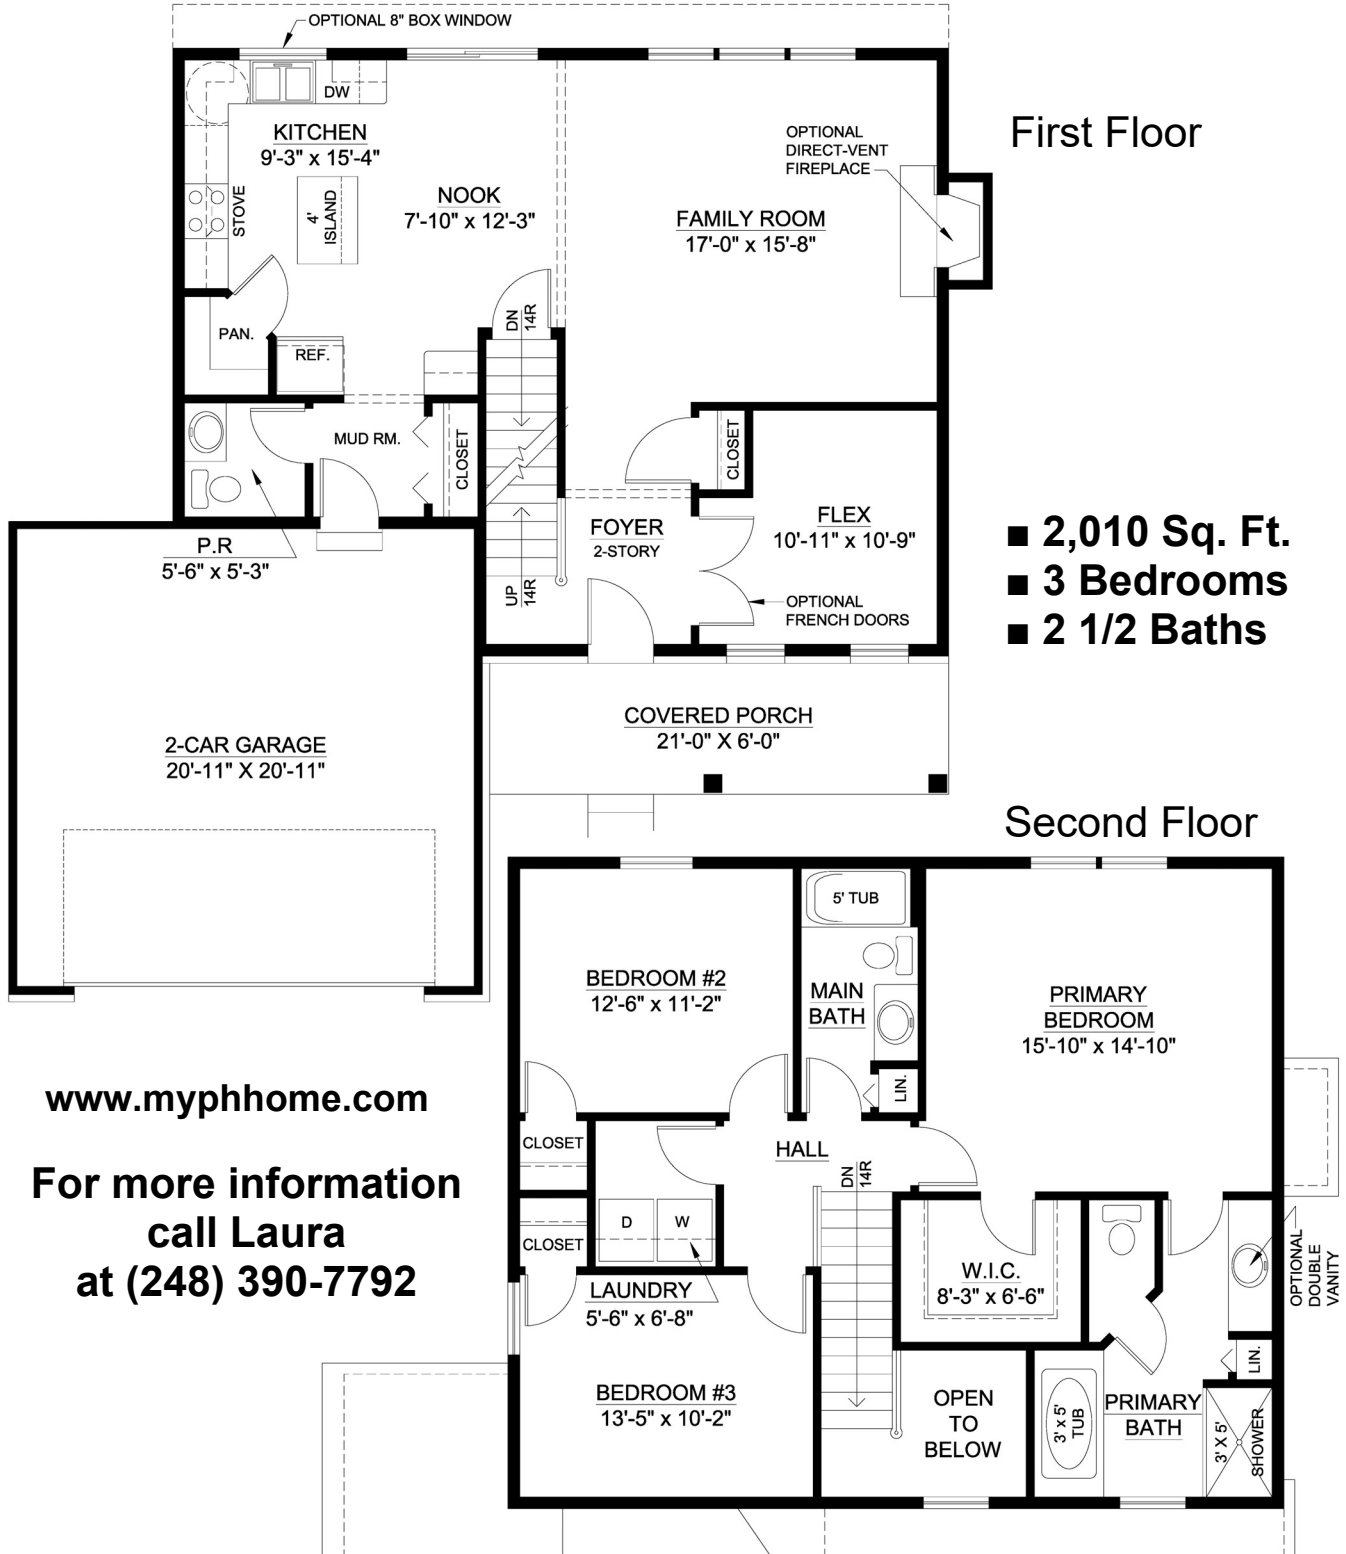 OPTIONAL 8" BOX WINDOW
DW
KITCHEN
9'-3" x 15'-4"
STOVE
4'
ISLAND
NOOK
7'-10" x 12'-3"
OPTIONAL
DIRECT-VENT
FIREPLACE
FAMILY ROOM
17'-0" x 15'-8"
First Floor
PAN.
REF.
DN
14R
MUD RM.
CLOSET
CLOSET
P.R
5'-6" x 5'-3"
FOYER
2-STORY
FLEX
10'-11" x 10'-9"
UP
14R
OPTIONAL
FRENCH DOORS
■ 2,010 Sq. Ft.
■ 3 Bedrooms
■ 2 1/2 Baths
COVERED PORCH
21'-0" X 6'-0"
2-CAR GARAGE
20'-11" X 20'-11"
Second Floor
5' TUB
BEDROOM #2
12'-6" x 11'-2"
MAIN
BATH
PRIMARY
BEDROOM
15'-10" x 14'-10"
LIN.
www.myphhome.com
CLOSET
HALL
DN
14R
For more information
call Laura
at (248) 390-7792
D
W
CLOSET
LAUNDRY
5'-6" x 6'-8"
W.I.C.
8'-3" x 6'-6"
OPTIONAL
DOUBLE
VANITY
LIN.
BEDROOM #3
13'-5" x 10'-2"
OPEN
TO
BELOW
3' x 5'
TUB
PRIMARY
BATH
3' X 5'
SHOWER